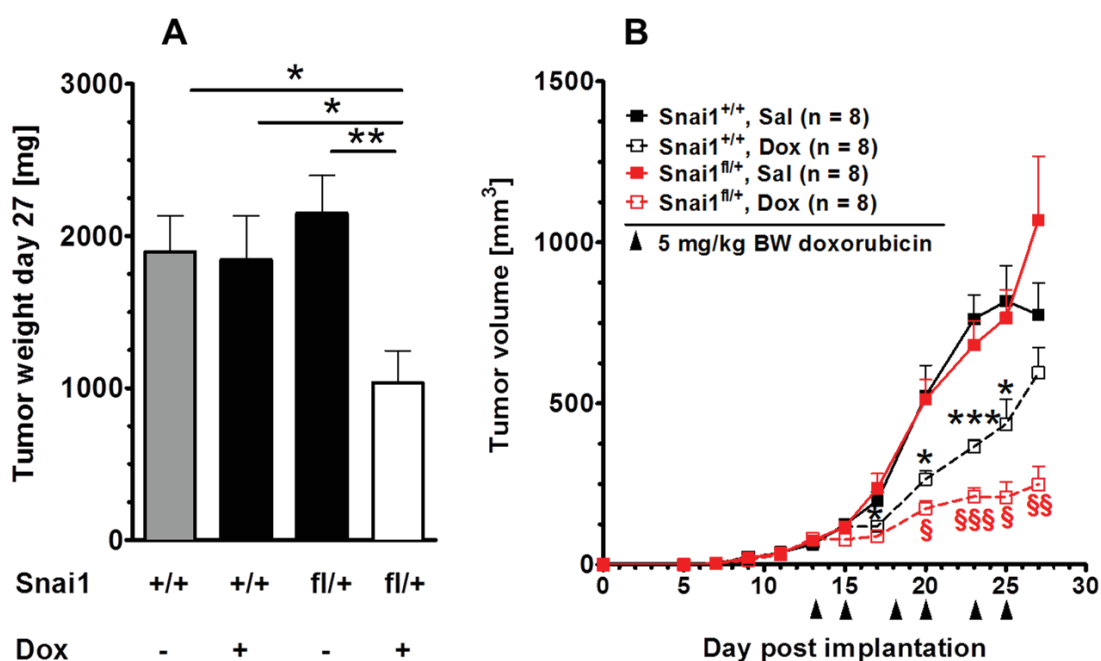 A
Tumor weight day 27 [mg]
3000
2000
1000
0
*
*
**
Snai1 +/+ +/+ fl/+ fl/+
Dox - + - +
B
Tumor volume [mm³]
1500
1000
500
0
Snai1+/+, Sal (n = 8)
Snai1+/+, Dox (n = 8)
Snai1fl/+, Sal (n = 8)
Snai1fl/+, Dox (n = 8)
▲ 5 mg/kg BW doxorubicin
*
*
***
*
§
§§§
§
§§
0 5 10 15 20 25 30
Day post implantation